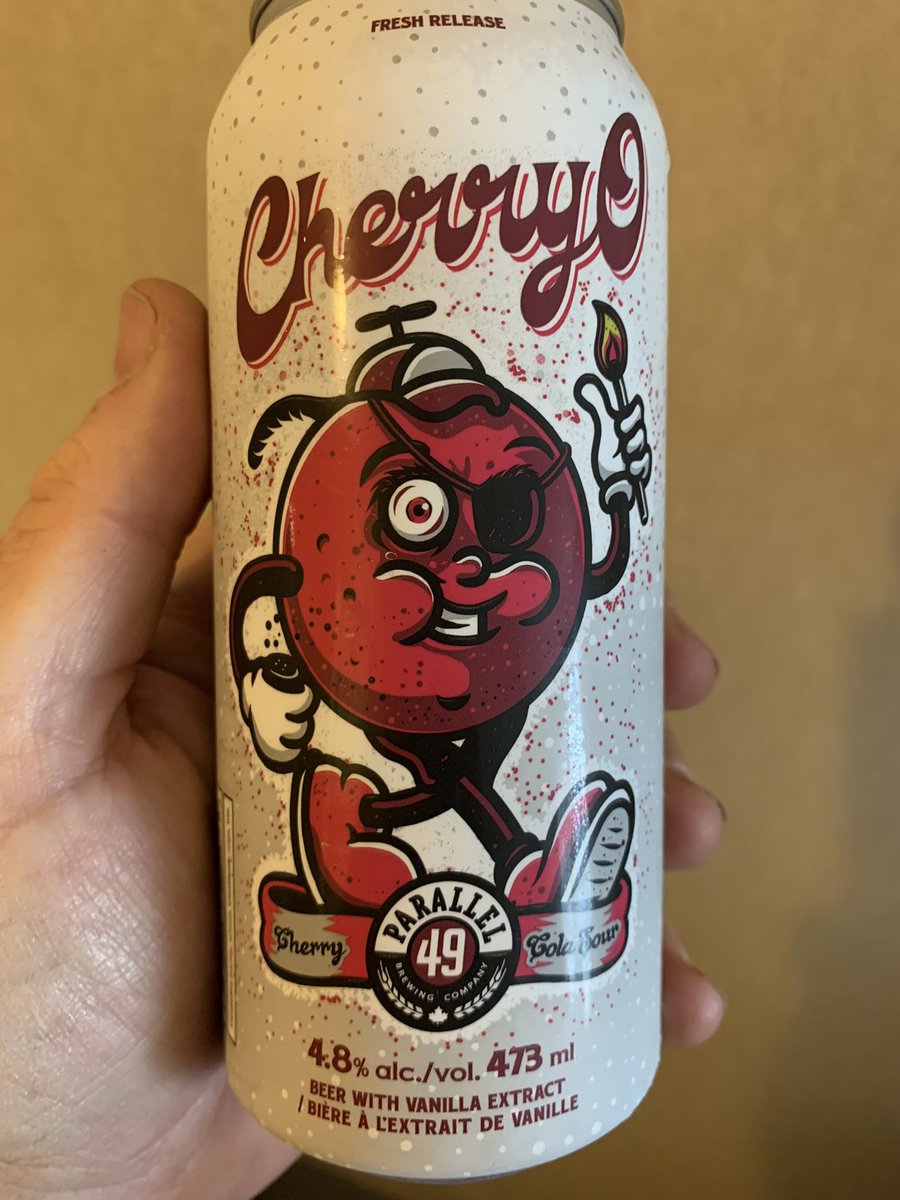 FRESH RELEASE
CherryO
PARALLEL
49
BREWING COMPANY
Cherry
Cola Sour
4.8% alc./vol. 473 ml
BEER WITH VANILLA EXTRACT
/ BIÈRE À L'EXTRAIT DE VANILLE